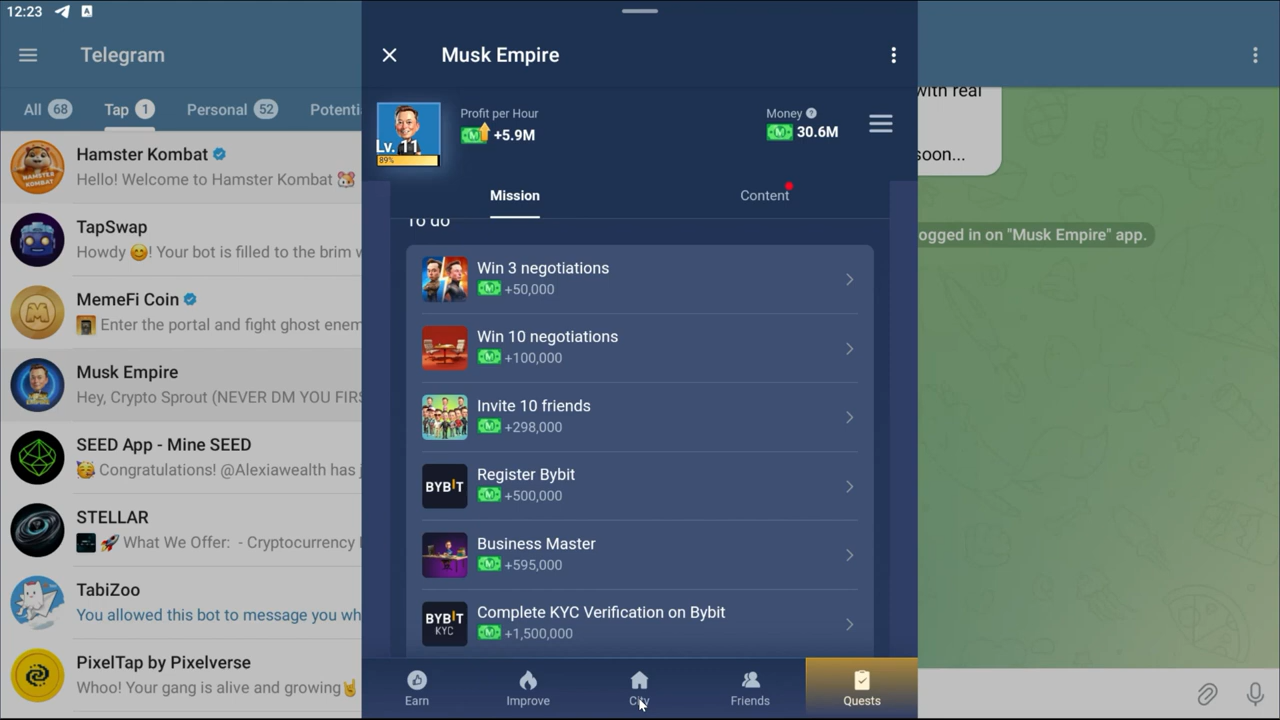 12:23
Telegram
All 68
Tap 1
Personal 52
Potenti
Hamster Kombat
Hello! Welcome to Hamster Kombat 🐹
TapSwap
Howdy 😊! Your bot is filled to the brim w
MemeFi Coin
Enter the portal and fight ghost enem
Musk Empire
Hey, Crypto Sprout (NEVER DM YOU FIRS
SEED App - Mine SEED
🥳 Congratulations! @Alexiawealth has j
STELLAR
🚀 What We Offer: - Cryptocurrency I
TabiZoo
You allowed this bot to message you wh
PixelTap by Pixelverse
Whoo! Your gang is alive and growing🤘
Musk Empire
Lv. 11
89%
Profit per Hour
+5.9M
Money ?
30.6M
Mission
Content
To do
Win 3 negotiations
+50,000
Win 10 negotiations
+100,000
Invite 10 friends
+298,000
BYBIT
Register Bybit
+500,000
Business Master
+595,000
BYBIT
KYC
Complete KYC Verification on Bybit
+1,500,000
Earn
Improve
City
Friends
Quests
with real
soon...
ogged in on "Musk Empire" app.